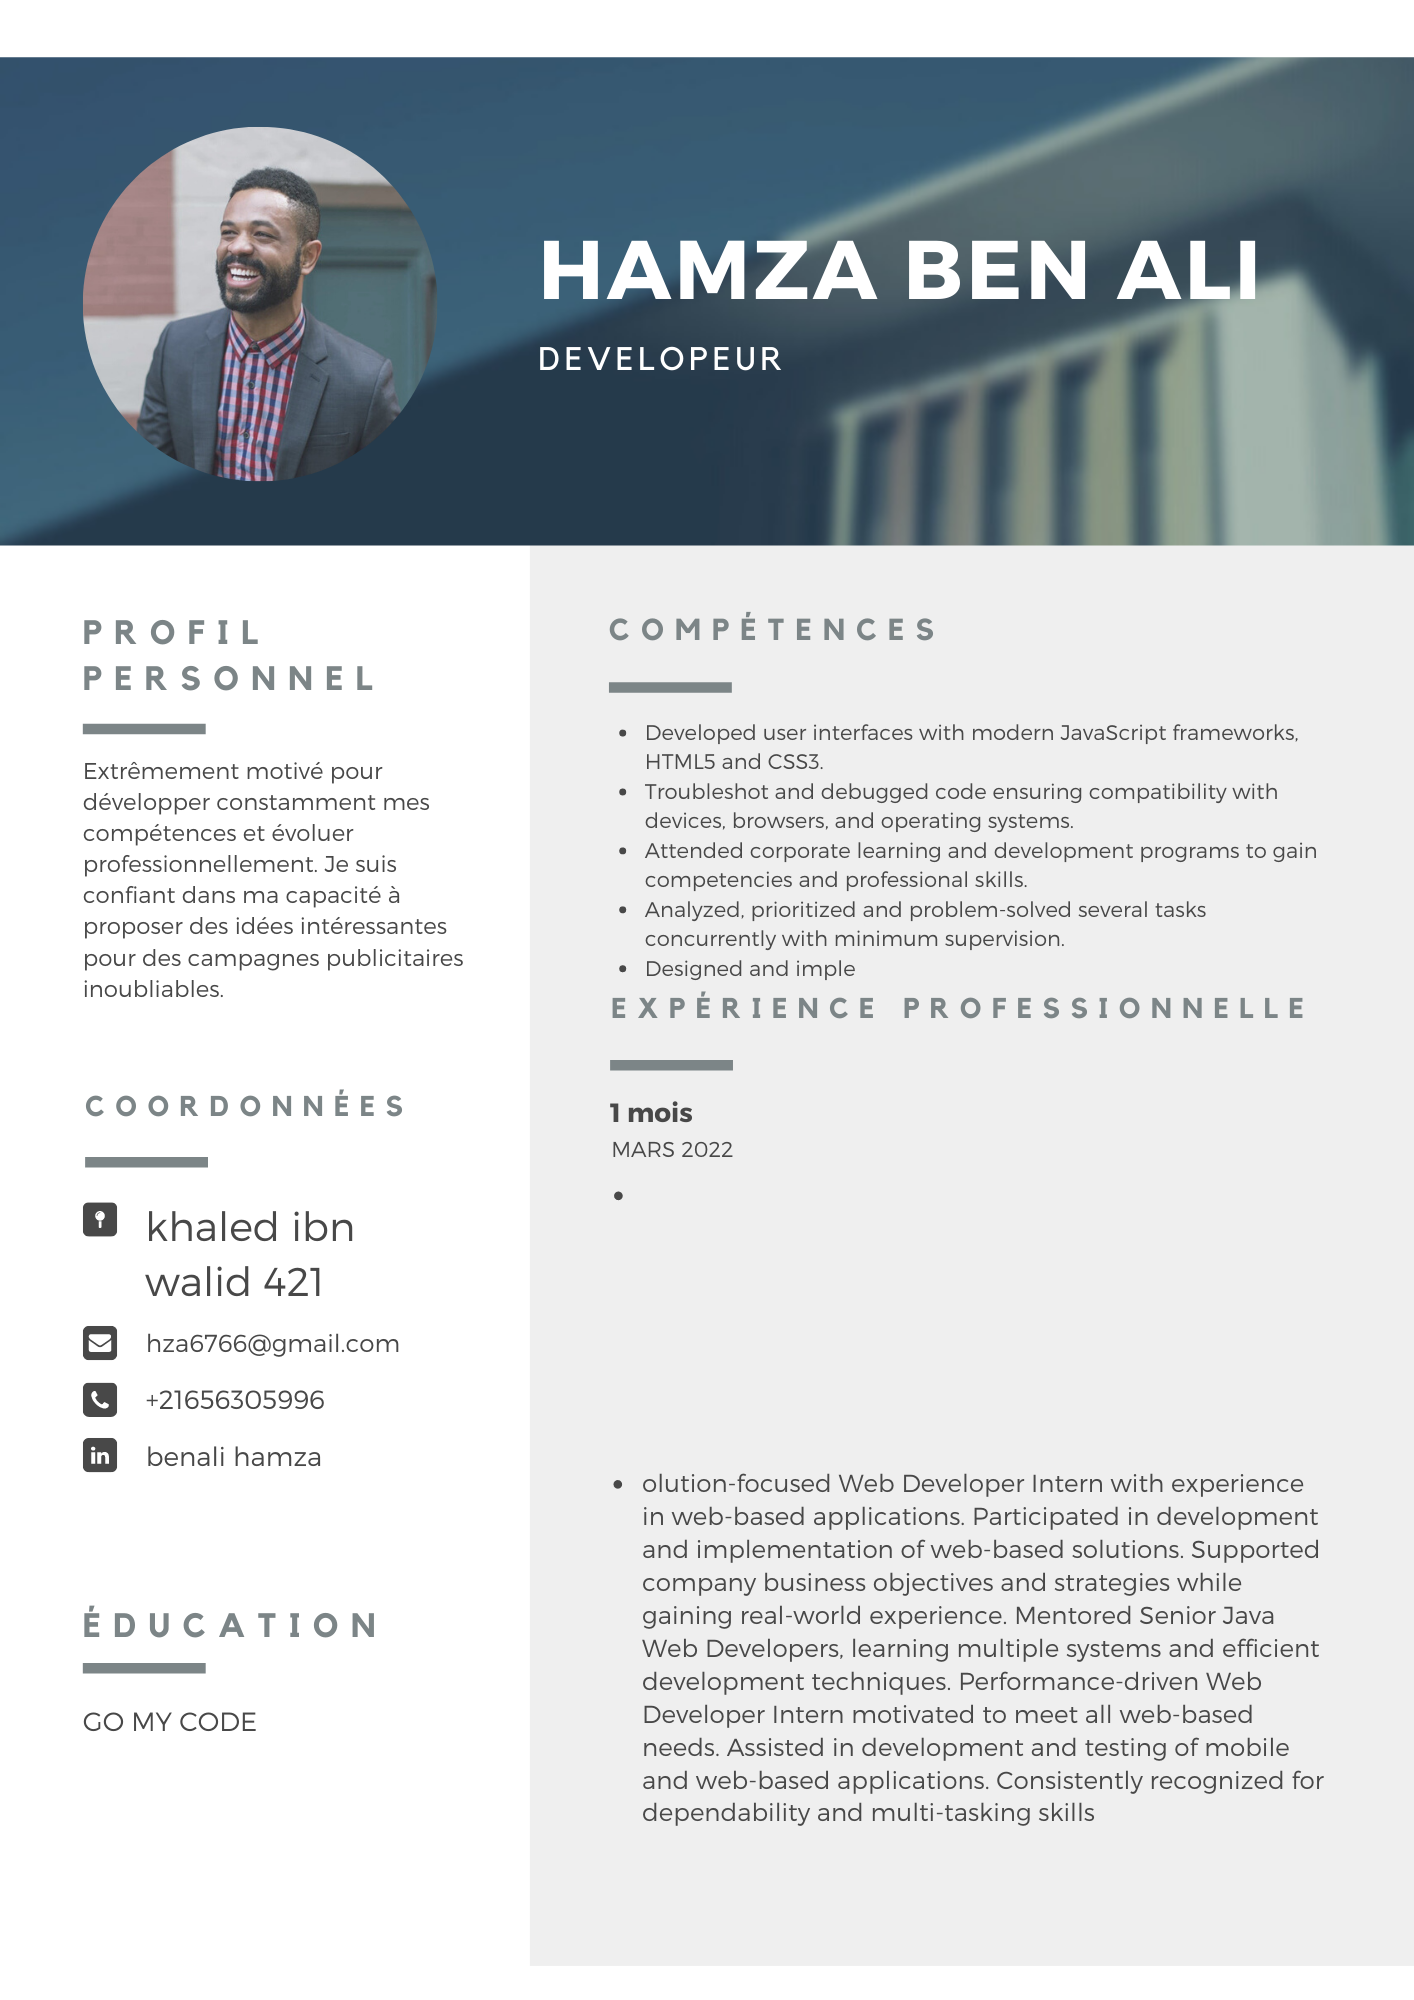 HAMZA BEN ALI
DEVELOPEUR
PROFIL
PERSONNEL
Extrêmement motivé pour
développer constamment mes
compétences et évoluer
professionnellement. Je suis
confiant dans ma capacité à
proposer des idées intéressantes
pour des campagnes publicitaires
inoubliables.
COORDONNÉES
khaled ibn
walid 421
hza6766@gmail.com
+21656305996
in
benali hamza
ÉDUCATION
GO MY CODE
COMPÉTENCES
• Developed user interfaces with modern JavaScript frameworks,
HTML5 and CSS3.
• Troubleshot and debugged code ensuring compatibility with
devices, browsers, and operating systems.
• Attended corporate learning and development programs to gain
competencies and professional skills.
• Analyzed, prioritized and problem-solved several tasks
concurrently with minimum supervision.
• Designed and imple
EXPÉRIENCE PROFESSIONNELLE
1 mois
MARS 2022
•
• olution-focused Web Developer Intern with experience
in web-based applications. Participated in development
and implementation of web-based solutions. Supported
company business objectives and strategies while
gaining real-world experience. Mentored Senior Java
Web Developers, learning multiple systems and efficient
development techniques. Performance-driven Web
Developer Intern motivated to meet all web-based
needs. Assisted in development and testing of mobile
and web-based applications. Consistently recognized for
dependability and multi-tasking skills